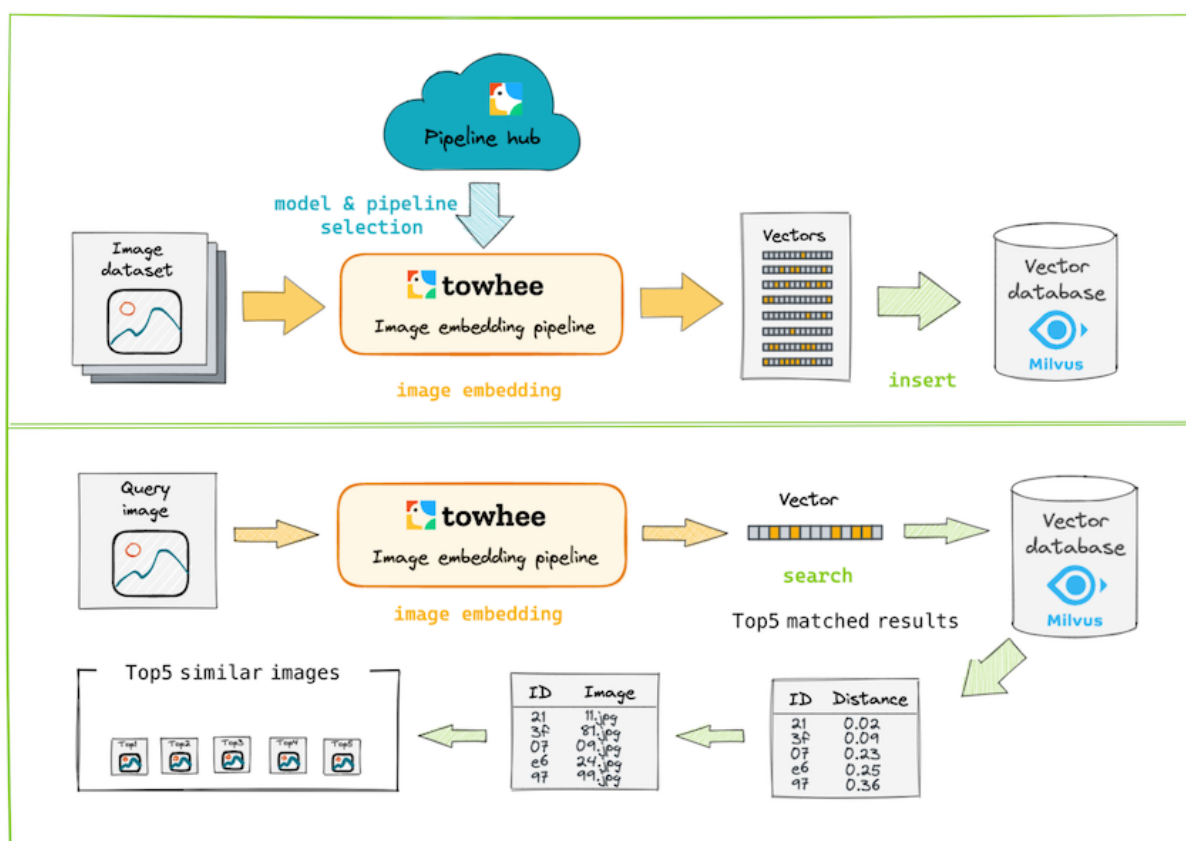 Pipeline hub
model & pipeline
selection
Image
dataset
towhee
Image embedding pipeline
image embedding
Vectors
insert
Vector
database
Milvus
Query
image
towhee
Image embedding pipeline
image embedding
Vector
search
Vector
database
Milvus
Top5 matched results
ID Distance
21 0.02
3f 0.09
07 0.23
e6 0.25
97 0.36
ID Image
21 11.jpg
3f 81.jpg
07 09.jpg
e6 24.jpg
97 99.jpg
Top5 similar images
Top1 Top2 Top3 Top4 Top5